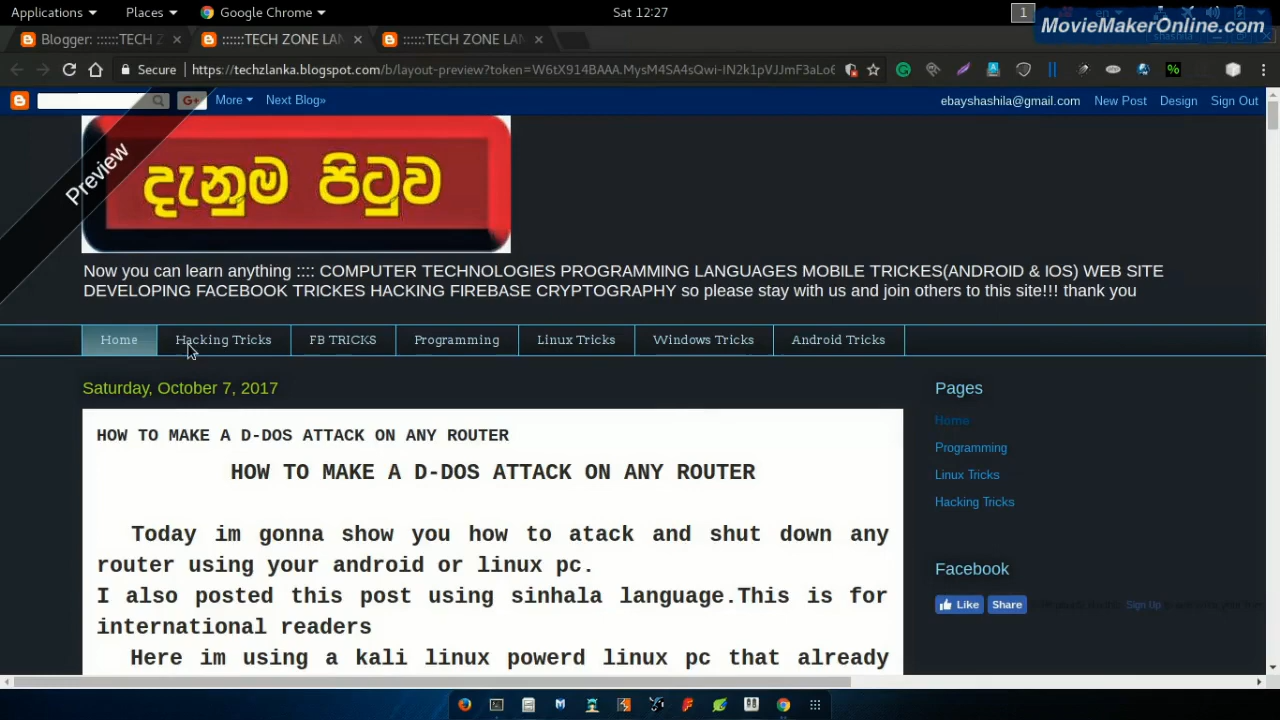 Applications Places Google Chrome Sat 12:27 1 en
MovieMakerOnline.com
Blogger: ::::::TECH Z ::::::TECH ZONE LAN ::::::TECH ZONE LAN
Secure https://techzlanka.blogspot.com/b/layout-preview?token=W6tX914BAAA.MysM4SA4sQwi-IN2k1pVJJmF3aLo6
G+ More Next Blog» ebayshashila@gmail.com New Post Design Sign Out
Preview
දැනුම පිටුව
Now you can learn anything :::: COMPUTER TECHNOLOGIES PROGRAMMING LANGUAGES MOBILE TRICKES(ANDROID & IOS) WEB SITE
DEVELOPING FACEBOOK TRICKES HACKING FIREBASE CRYPTOGRAPHY so please stay with us and join others to this site!!! thank you
Home Hacking Tricks FB TRICKS Programming Linux Tricks Windows Tricks Android Tricks
Saturday, October 7, 2017
HOW TO MAKE A D-DOS ATTACK ON ANY ROUTER
HOW TO MAKE A D-DOS ATTACK ON ANY ROUTER
Today im gonna show you how to atack and shut down any
router using your android or linux pc.
I also posted this post using sinhala language.This is for
international readers
Here im using a kali linux powerd linux pc that already
Pages
Home
Programming
Linux Tricks
Hacking Tricks
Facebook
Like Share Sign Up